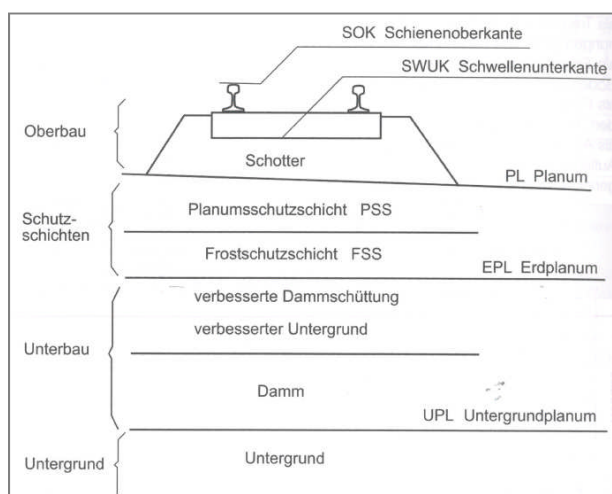 SOK Schienenoberkante
SWUK Schwellenunterkante
Oberbau
Schotter
PL Planum
Schutz-
schichten
Planumsschutzschicht PSS
Frostschutzschicht FSS
EPL Erdplanum
verbesserte Dammschüttung
verbesserter Untergrund
Unterbau
Damm
UPL Untergrundplanum
Untergrund
Untergrund